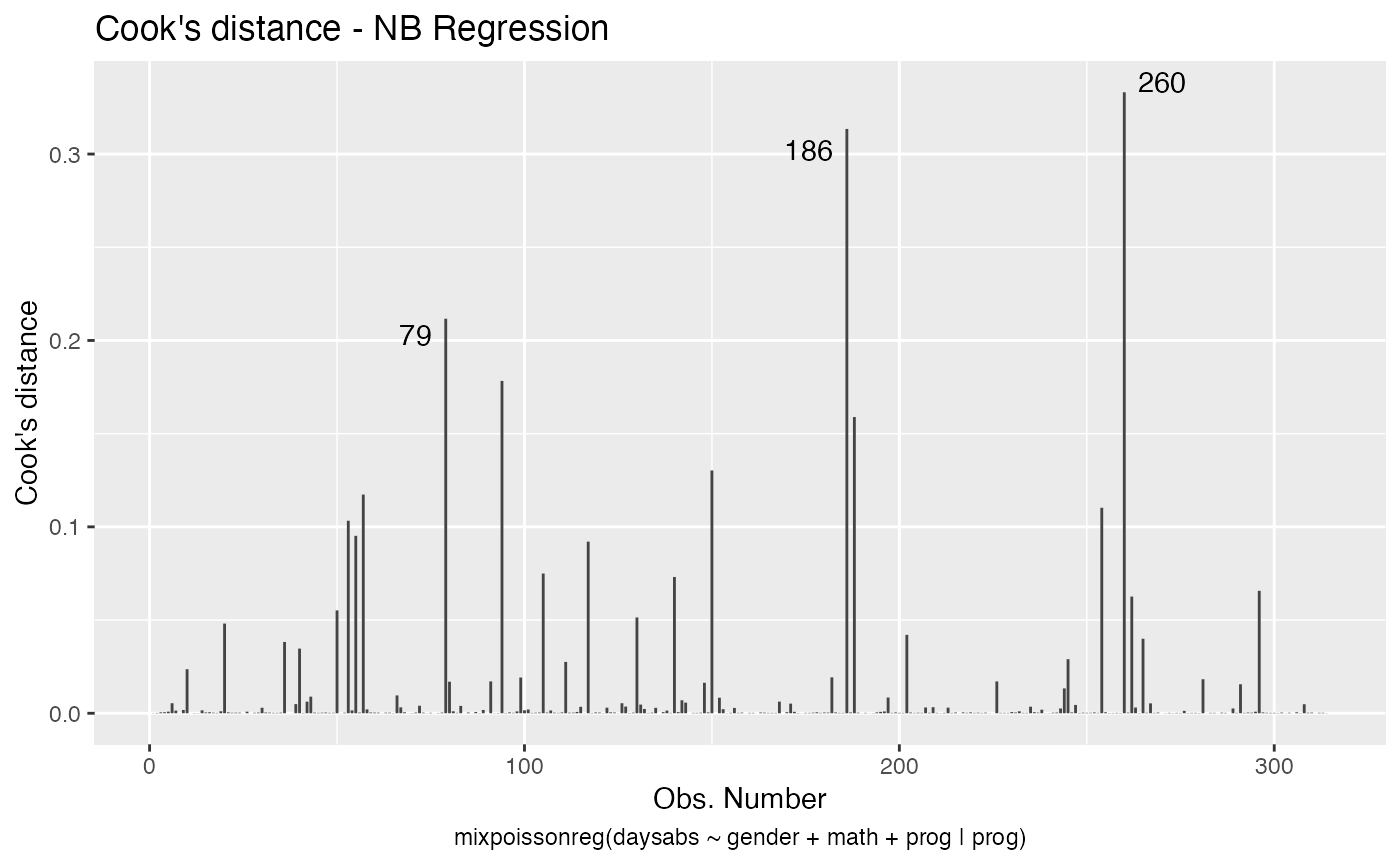 Cook's distance - NB Regression
260
186
79
Cook's distance
0.3
0.2
0.1
0.0
0 100 200 300
Obs. Number
mixpoissonreg(daysabs ~ gender + math + prog | prog)